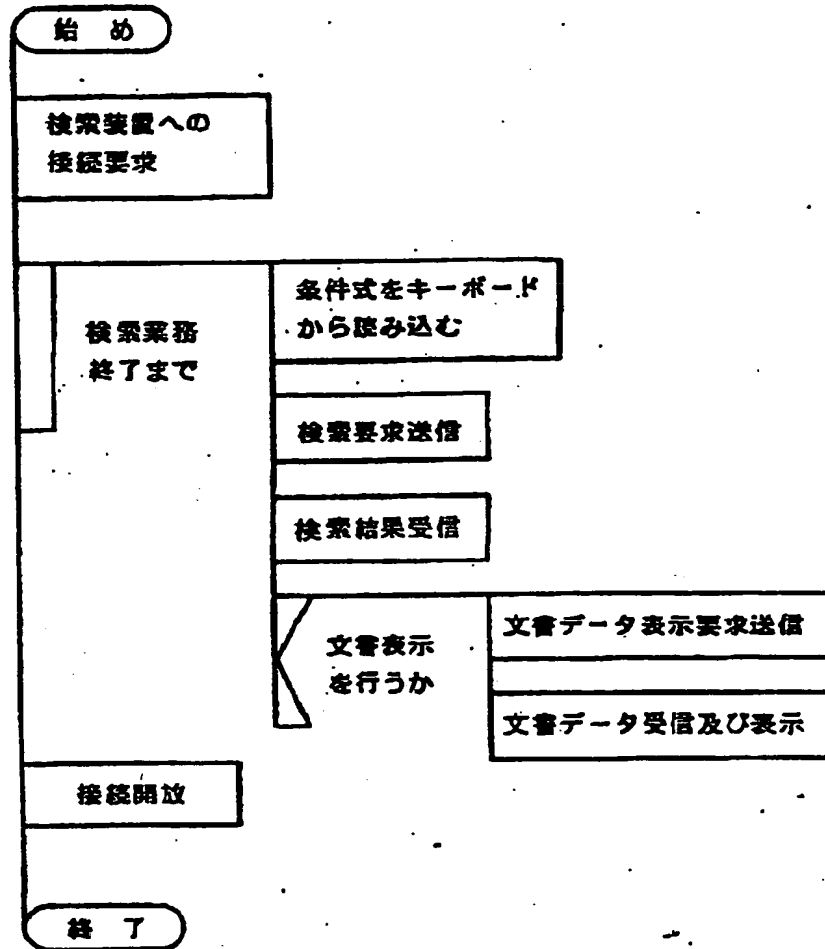 始 め
検索装置への
接続要求
検索業務
終了まで
条件式をキーボード
から読み込む
検索要求送信
検索結果受信
文書表示
を行うか
文書データ表示要求送信
文書データ受信及び表示
接続開放
終 了